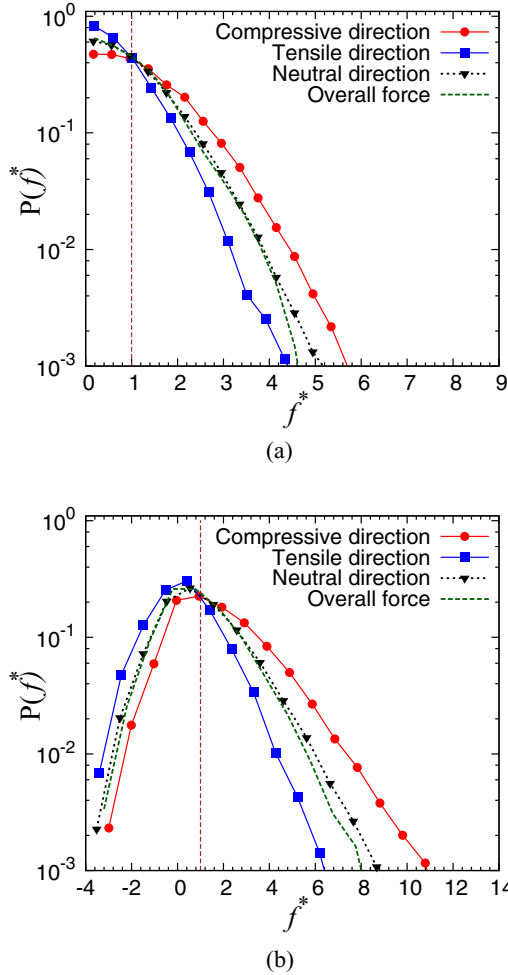 Compressive direction
Tensile direction
Neutral direction
Overall force
10^0
10^-1
10^-2
10^-3
P(f)^*
0 1 2 3 4 5 6 7 8 9
f^*
(a)
Compressive direction
Tensile direction
Neutral direction
Overall force
10^0
10^-1
10^-2
10^-3
P(f)^*
-4 -2 0 2 4 6 8 10 12 14
f^*
(b)